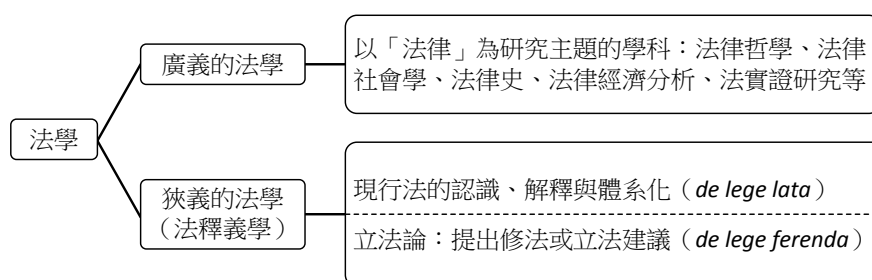 法學
廣義的法學
以「法律」為研究主題的學科：法律哲學、法律
社會學、法律史、法律經濟分析、法實證研究等
狹義的法學
（法釋義學）
現行法的認識、解釋與體系化（de lege lata）
立法論：提出修法或立法建議（de lege ferenda）